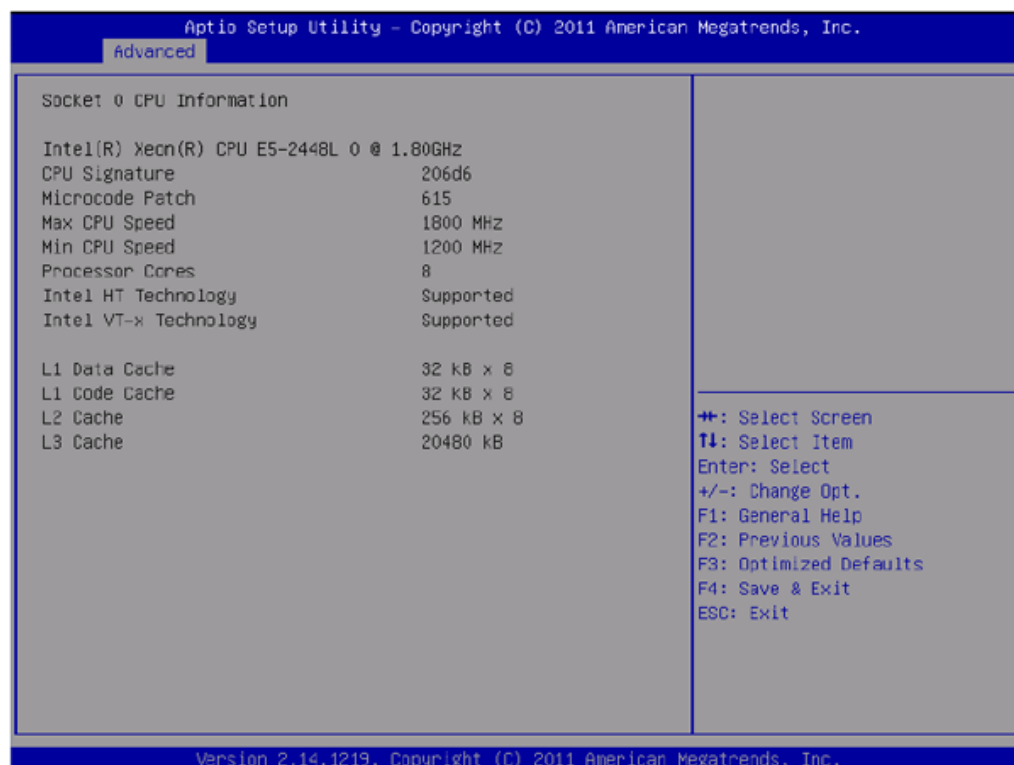 Aptio Setup Utility – Copyright (C) 2011 American Megatrends, Inc.
Advanced
Socket 0 CPU Information
Intel(R) Xeon(R) CPU E5-2448L 0 @ 1.80GHz
CPU Signature 206d6
Microcode Patch 615
Max CPU Speed 1800 MHz
Min CPU Speed 1200 MHz
Processor Cores 8
Intel HT Technology Supported
Intel VT-x Technology Supported
L1 Data Cache 32 kB x 8
L1 Code Cache 32 kB x 8
L2 Cache 256 kB x 8
L3 Cache 20480 kB
→←: Select Screen
↑↓: Select Item
Enter: Select
+/-: Change Opt.
F1: General Help
F2: Previous Values
F3: Optimized Defaults
F4: Save & Exit
ESC: Exit
Version 2.14.1219. Copyright (C) 2011 American Megatrends, Inc.